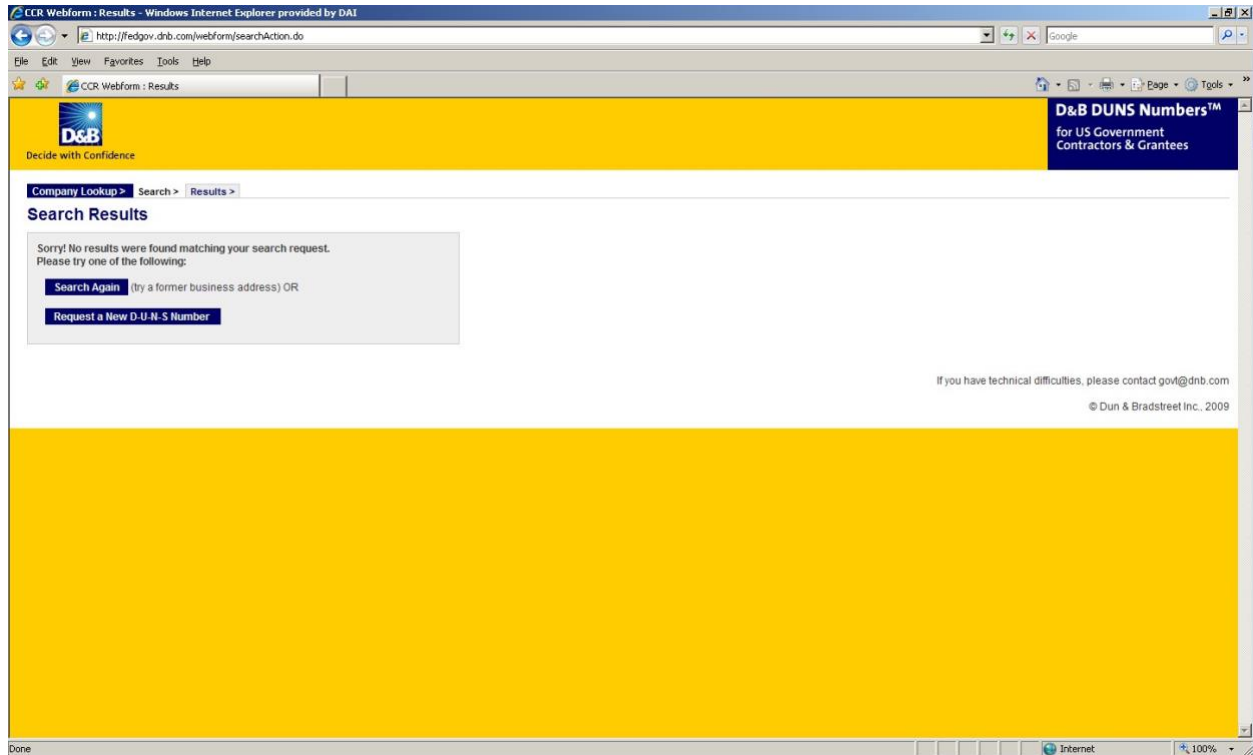 CCR Webform : Results - Windows Internet Explorer provided by DAI
http://fedgov.dnb.com/webform/searchAction.do
Google
File Edit View Favorites Tools Help
CCR Webform : Results
Page Tools »
D&B
Decide with Confidence
D&B DUNS Numbers™
for US Government
Contractors & Grantees
Company Lookup > Search > Results >
Search Results
Sorry! No results were found matching your search request.
Please try one of the following:
Search Again (try a former business address) OR
Request a New D-U-N-S Number
If you have technical difficulties, please contact govt@dnb.com
© Dun & Bradstreet Inc., 2009
Done
Internet
100%